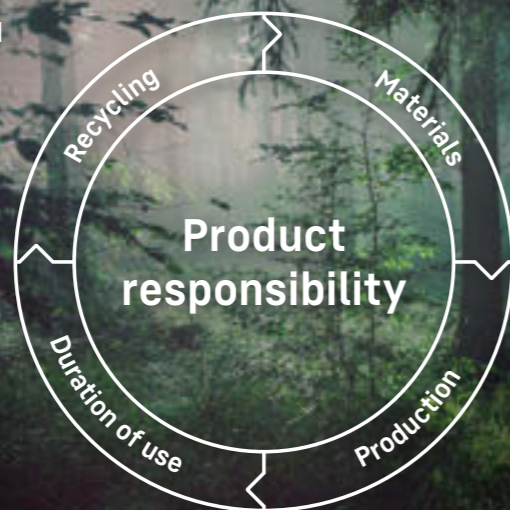 Recycling
Materials
Product
responsibility
Duration of use
Production